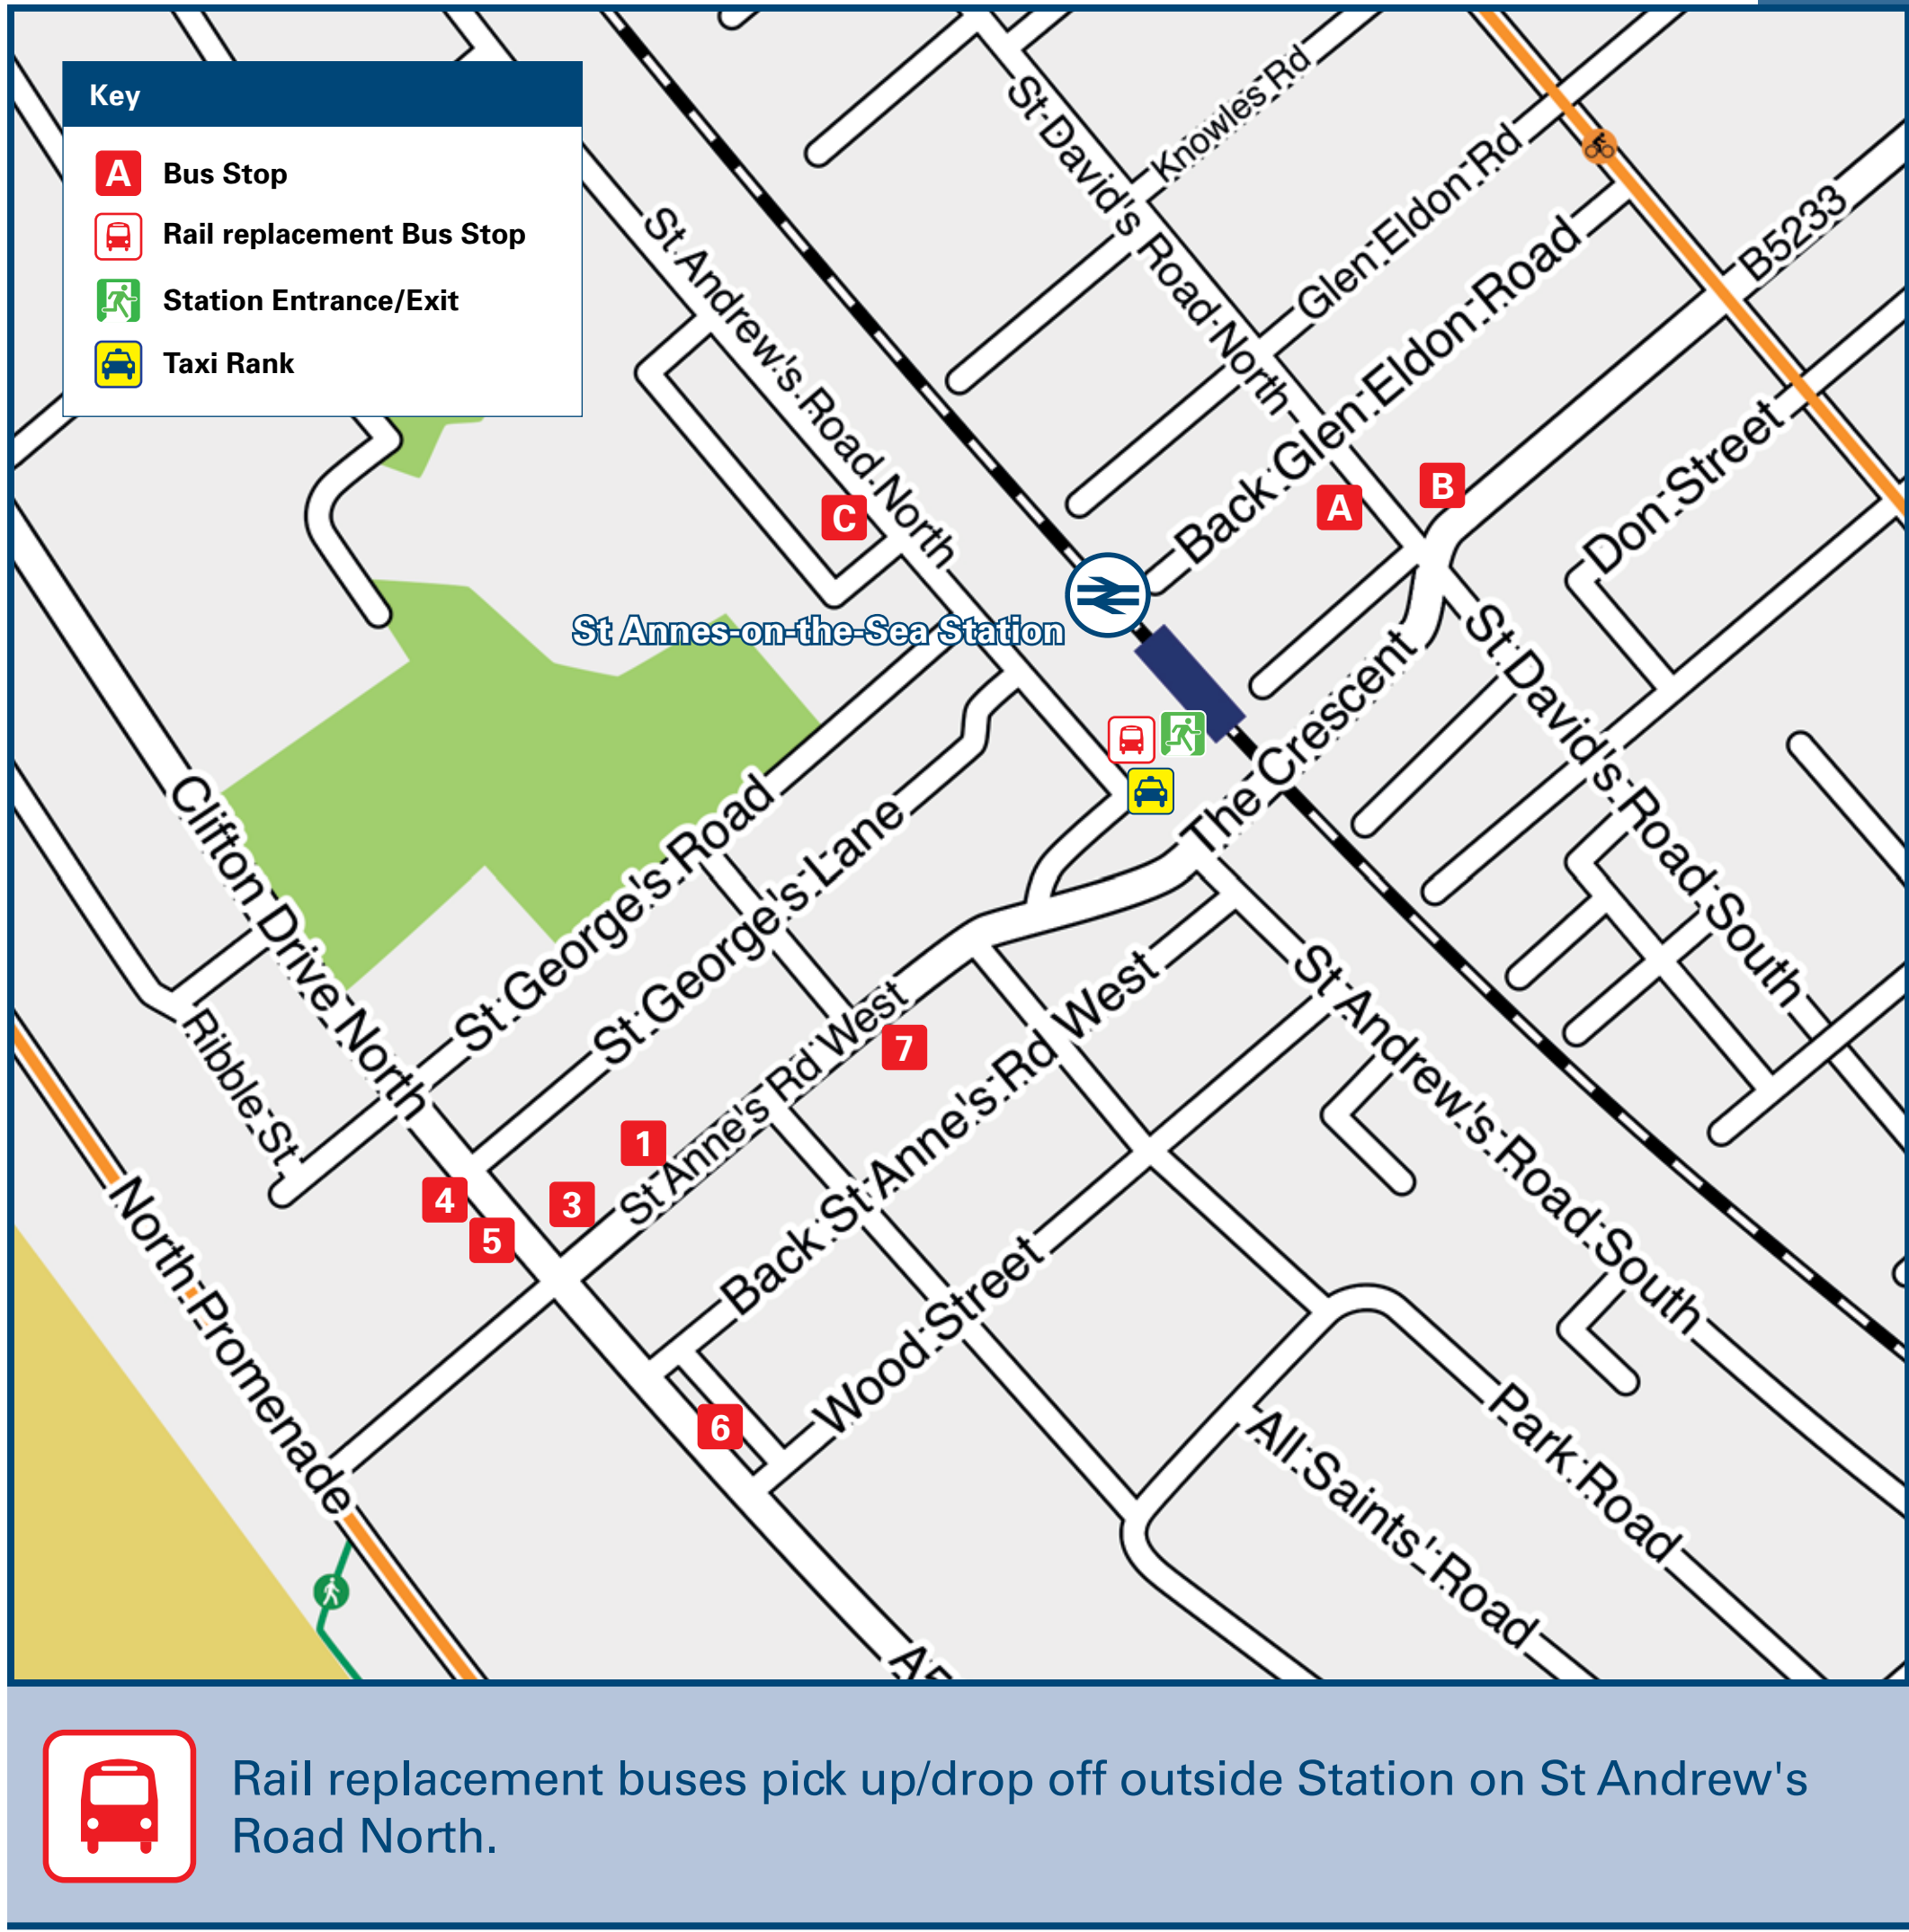 Key
A Bus Stop
Rail replacement Bus Stop
Station Entrance/Exit
Taxi Rank
Knowles Rd
St David's Road North
Glen Eldon Rd
B5233
Back Glen Eldon Road
St Andrew's Road North
Don Street
B
A
C
St Annes-on-the-Sea Station
The Crescent
St David's Road South
Clifton Drive North
St George's Road
St George's Lane
Ribble St
St Anne's Rd West
7
Back St Anne's Rd West
St Andrew's Road South
1
3
4
5
North Promenade
Wood Street
6
Park Road
All Saints' Road
Rail replacement buses pick up/drop off outside Station on St Andrew's
Road North.